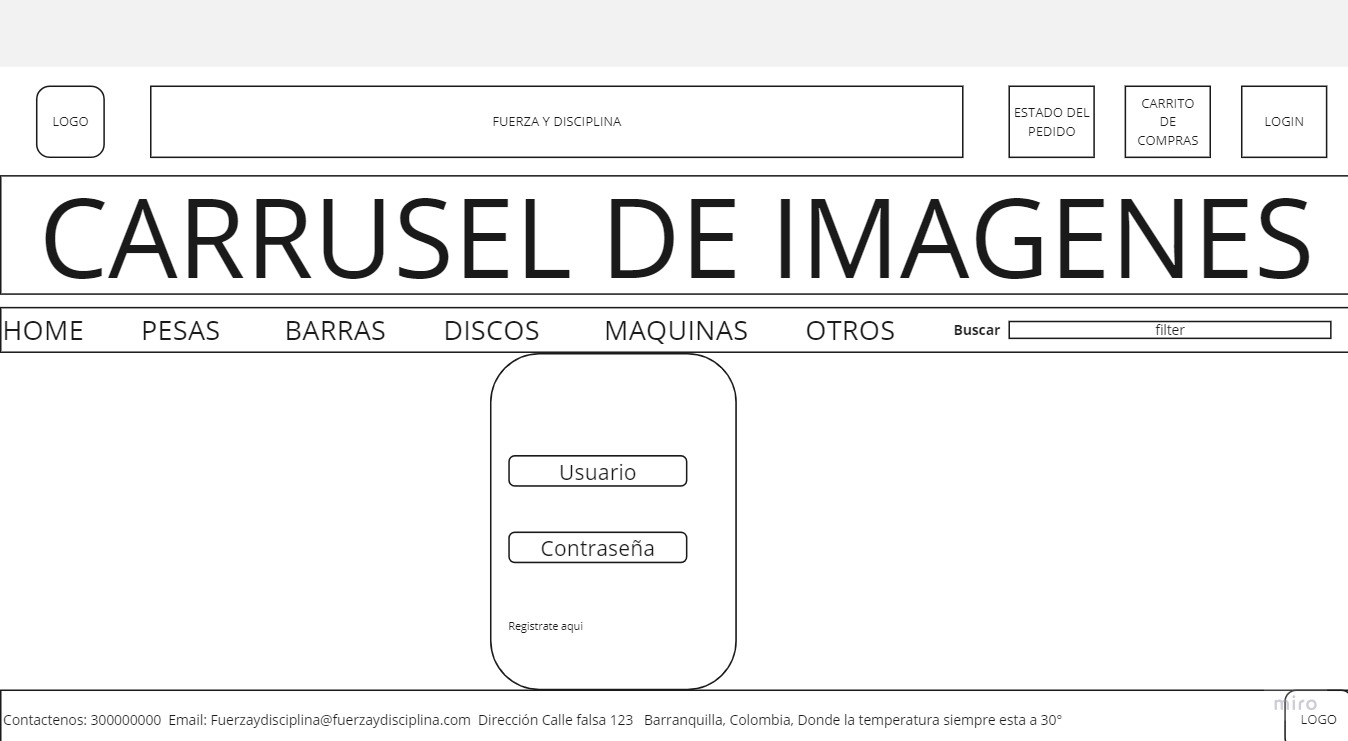 LOGO
FUERZA Y DISCIPLINA
ESTADO DEL
PEDIDO
CARRITO
DE
COMPRAS
LOGIN
CARRUSEL DE IMAGENES
HOME PESAS BARRAS DISCOS MAQUINAS OTROS Buscar filter
Usuario
Contraseña
Registrate aqui
Contactenos: 300000000 Email: Fuerzaydisciplina@fuerzaydisciplina.com Dirección Calle falsa 123 Barranquilla, Colombia, Donde la temperatura siempre esta a 30°
miro
LOGO